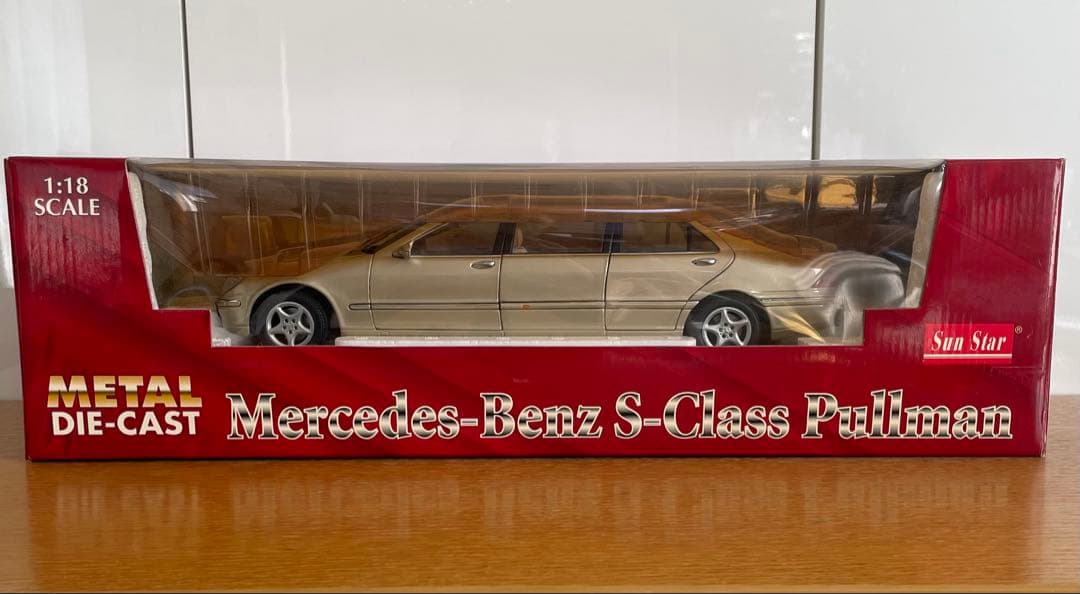 1:18
SCALE
Sun Star®
METAL
DIE-CAST
Mercedes-Benz S-Class Pullman